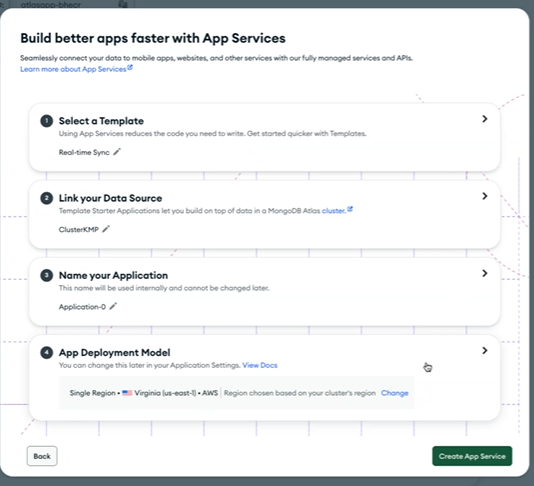 atlasapp-bheor
Build better apps faster with App Services
Seamlessly connect your data to mobile apps, websites, and other services with our fully managed services and APIs.
Learn more about App Services
1 Select a Template
Using App Services reduces the code you need to write. Get started quicker with Templates.
Real-time Sync
2 Link your Data Source
Template Starter Applications let you build on top of data in a MongoDB Atlas cluster.
ClusterKMP
3 Name your Application
This name will be used internally and cannot be changed later.
Application-0
4 App Deployment Model
You can change this later in your Application Settings. View Docs
Single Region • Virginia (us-east-1) • AWS | Region chosen based on your cluster's region Change
Back
Create App Service